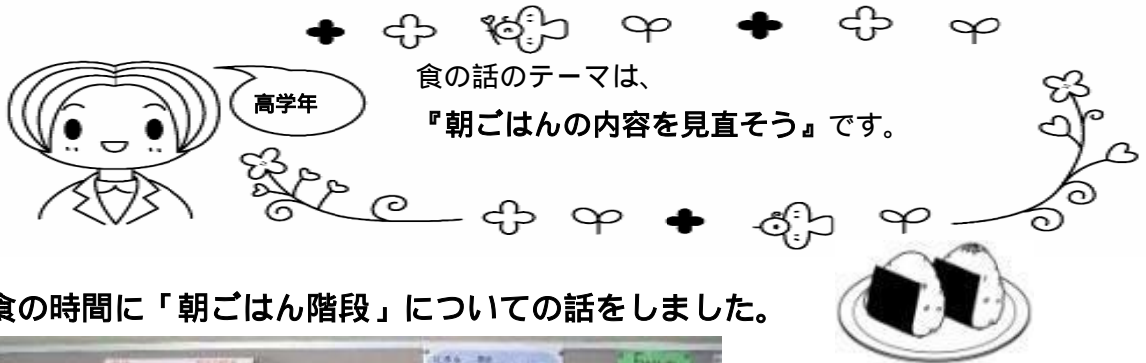 高学年
食の話のテーマは、
『朝ごはんの内容を見直そう』です。
食の時間に「朝ごはん階段」についての話をしました。